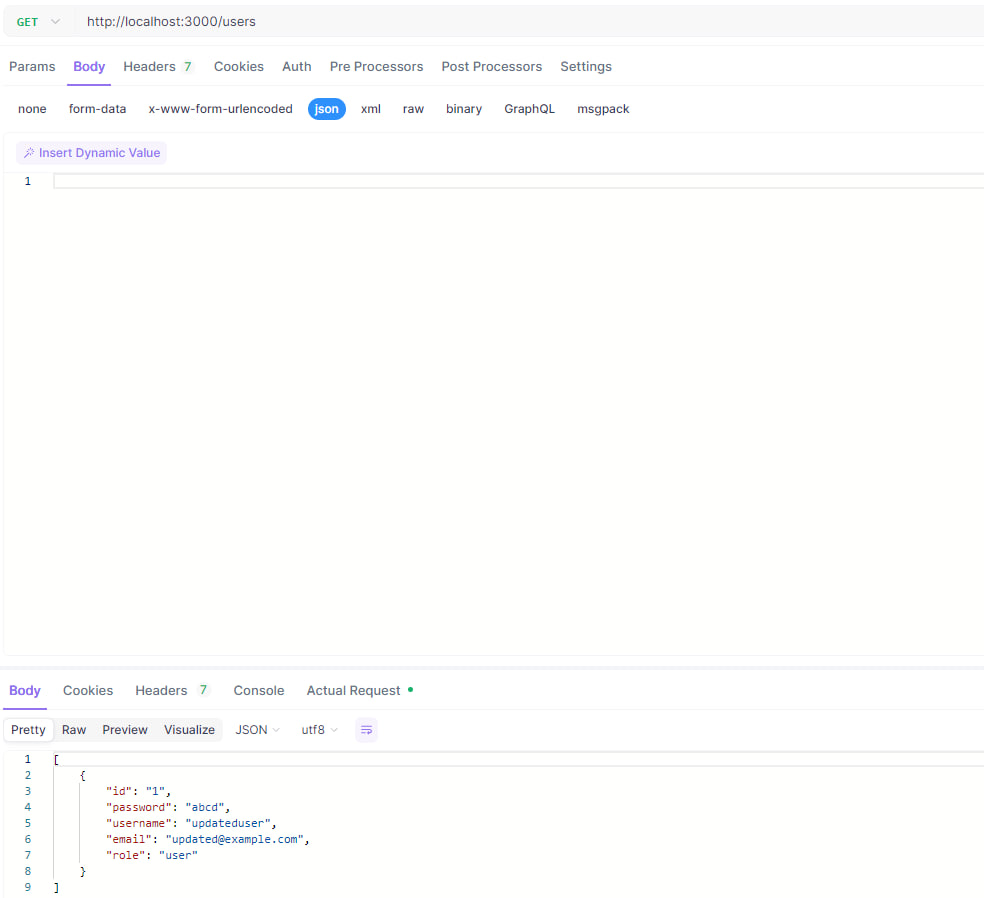 GET http://localhost:3000/users
Params Body Headers 7 Cookies Auth Pre Processors Post Processors Settings
none form-data x-www-form-urlencoded json xml raw binary GraphQL msgpack
Insert Dynamic Value
1
Body Cookies Headers 7 Console Actual Request
Pretty Raw Preview Visualize JSON utf8
1 [
2 {
3 "id": "1",
4 "password": "abcd",
5 "username": "updateduser",
6 "email": "updated@example.com",
7 "role": "user"
8 }
9 ]